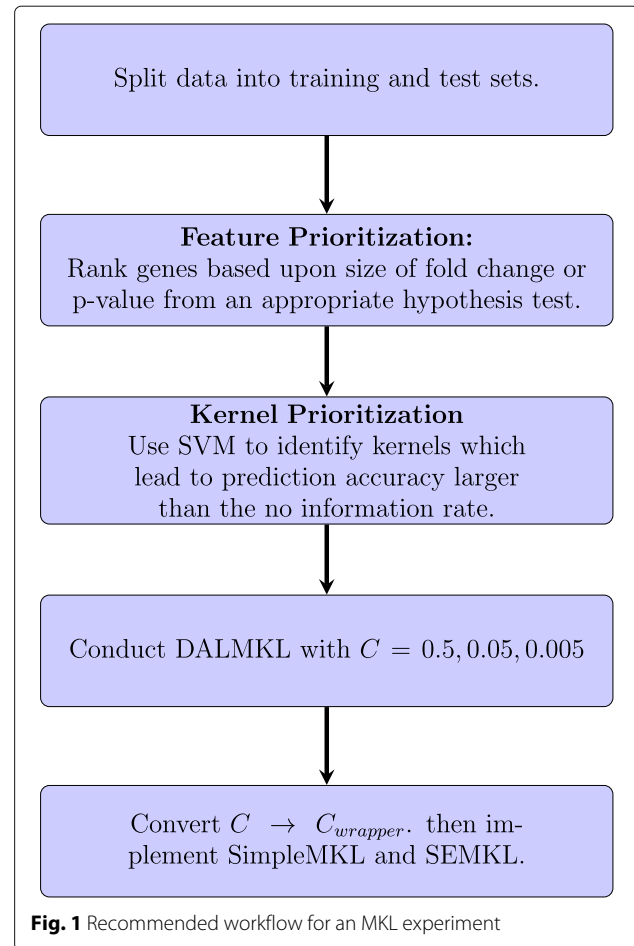 Split data into training and test sets.
Feature Prioritization:
Rank genes based upon size of fold change or
p-value from an appropriate hypothesis test.
Kernel Prioritization
Use SVM to identify kernels which
lead to prediction accuracy larger
than the no information rate.
Conduct DALMKL with C = 0.5, 0.05, 0.005
Convert C → C_{wrapper}. then im-
plement SimpleMKL and SEMKL.
Fig. 1 Recommended workflow for an MKL experiment